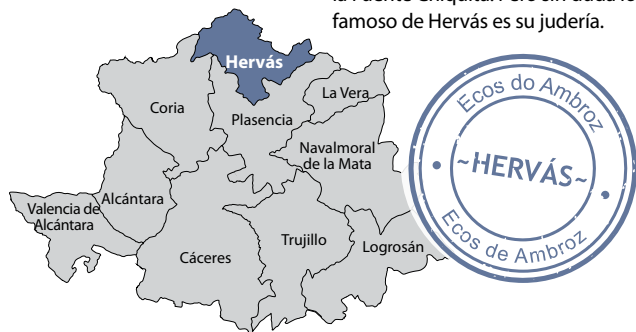 famoso de Hervás es su judería.
Hervás
La Vera
Coria
Plasencia
Navalmoral
de la Mata
Alcántara
Valencia de
Alcántara
Cáceres
Trujillo
Logrosán
Ecos do Ambroz
~HERVÁS~
Ecos de Ambroz